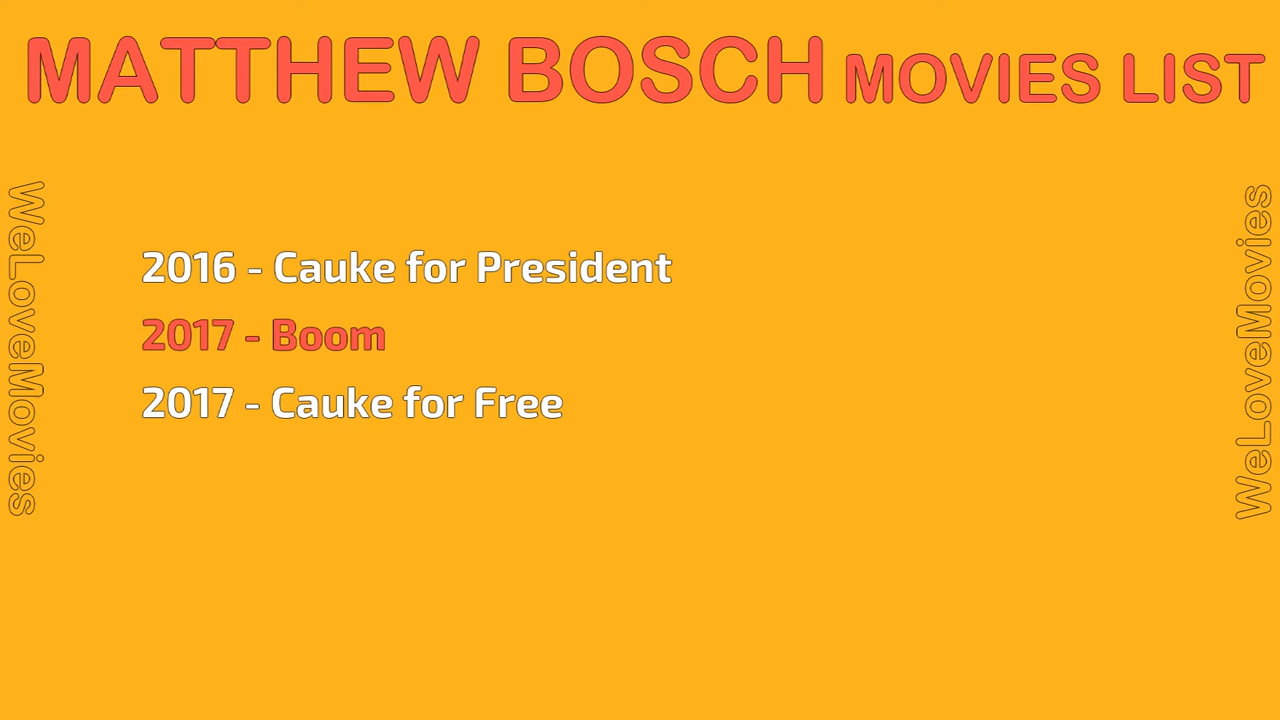 MATTHEW BOSCH MOVIES LIST
WeLoveMovies
2016 - Cauke for President
2017 - Boom
2017 - Cauke for Free
WeLoveMovies